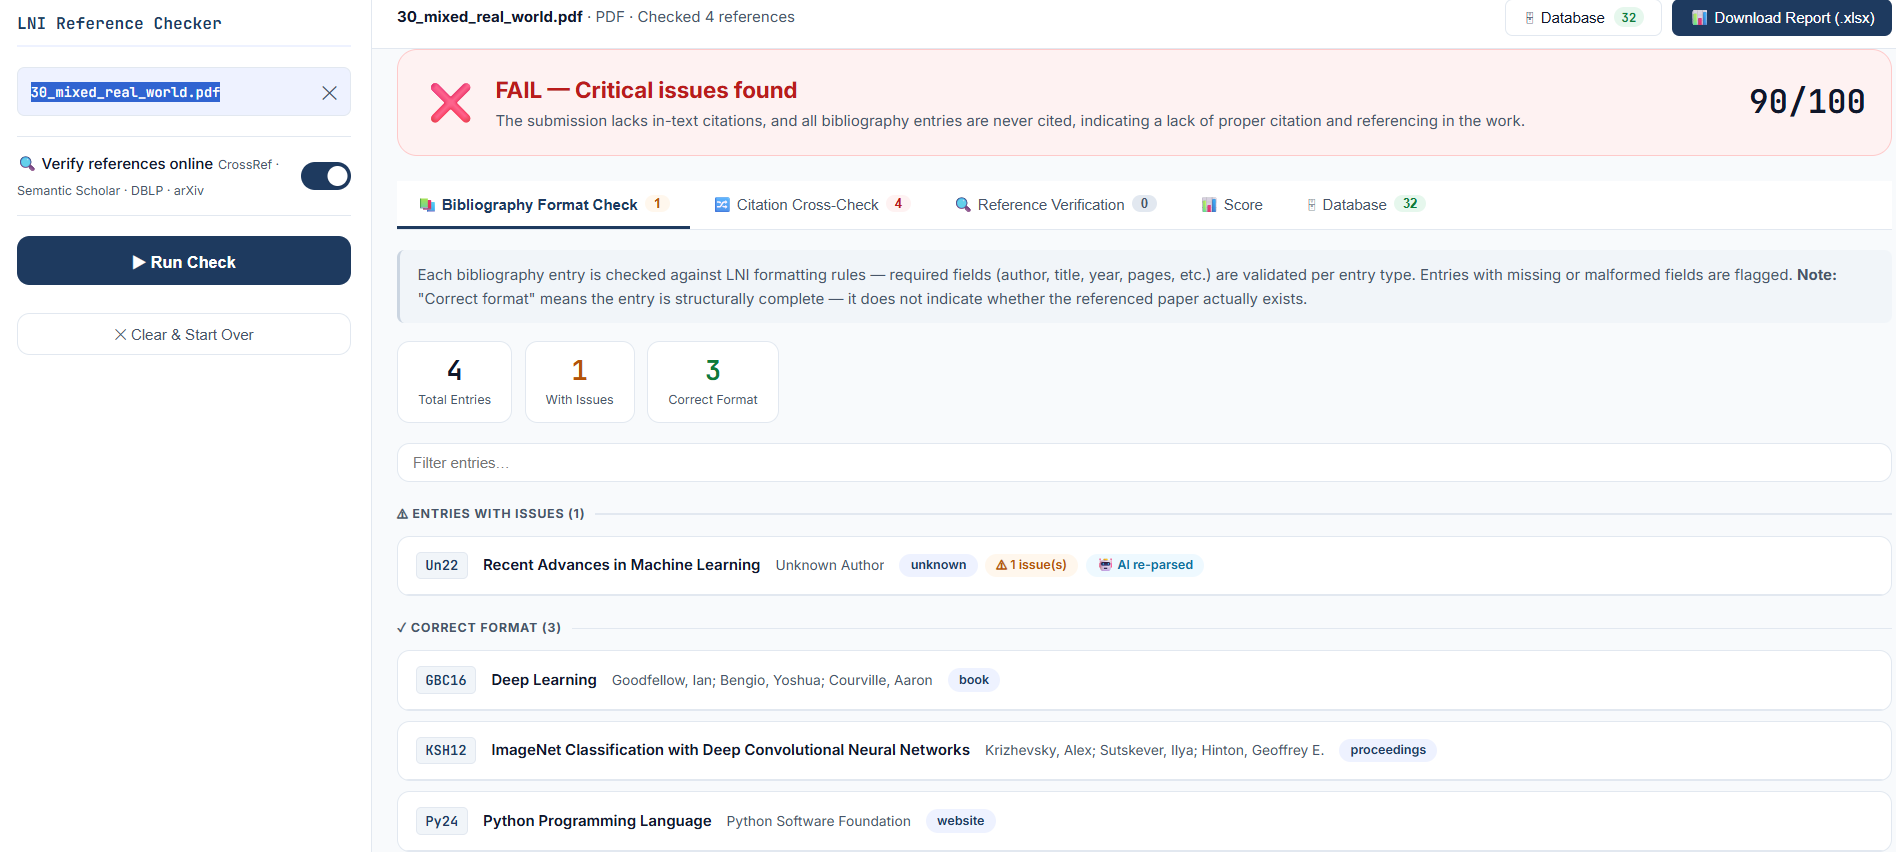 LNI Reference Checker
30_mixed_real_world.pdf
Verify references online CrossRef ·
Semantic Scholar · DBLP · arXiv
▶ Run Check
✕ Clear & Start Over
30_mixed_real_world.pdf · PDF · Checked 4 references
Database 32
Download Report (.xlsx)
FAIL — Critical issues found
The submission lacks in-text citations, and all bibliography entries are never cited, indicating a lack of proper citation and referencing in the work.
90/100
Bibliography Format Check 1
Citation Cross-Check 4
Reference Verification 0
Score
Database 32
Each bibliography entry is checked against LNI formatting rules — required fields (author, title, year, pages, etc.) are validated per entry type. Entries with missing or malformed fields are flagged. Note:
"Correct format" means the entry is structurally complete — it does not indicate whether the referenced paper actually exists.
4
Total Entries
1
With Issues
3
Correct Format
Filter entries…
⚠ ENTRIES WITH ISSUES (1)
Un22 Recent Advances in Machine Learning Unknown Author unknown ⚠ 1 issue(s) AI re-parsed
✓ CORRECT FORMAT (3)
GBC16 Deep Learning Goodfellow, Ian; Bengio, Yoshua; Courville, Aaron book
KSH12 ImageNet Classification with Deep Convolutional Neural Networks Krizhevsky, Alex; Sutskever, Ilya; Hinton, Geoffrey E. proceedings
Py24 Python Programming Language Python Software Foundation website